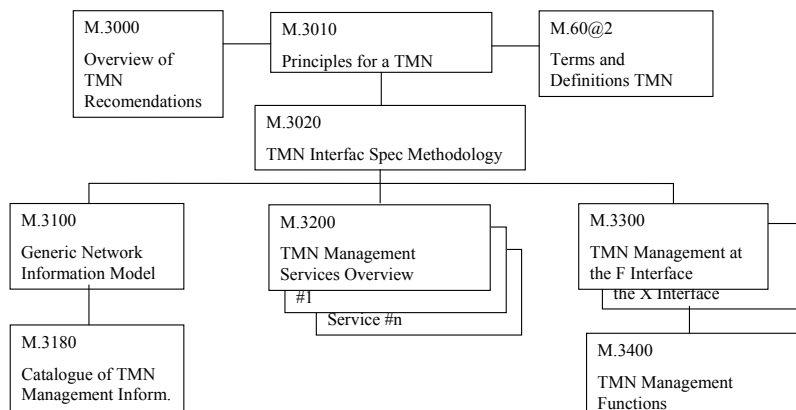 M.3000
Overview of
TMN
Recomendations
M.3010
Principles for a TMN
M.60@2
Terms and
Definitions TMN
M.3020
TMN Interfac Spec Methodology
M.3100
Generic Network
Information Model
M.3200
TMN Management
Services Overview
#1
Service #n
M.3300
TMN Management at
the F Interface
the X Interface
M.3180
Catalogue of TMN
Management Inform.
M.3400
TMN Management
Functions